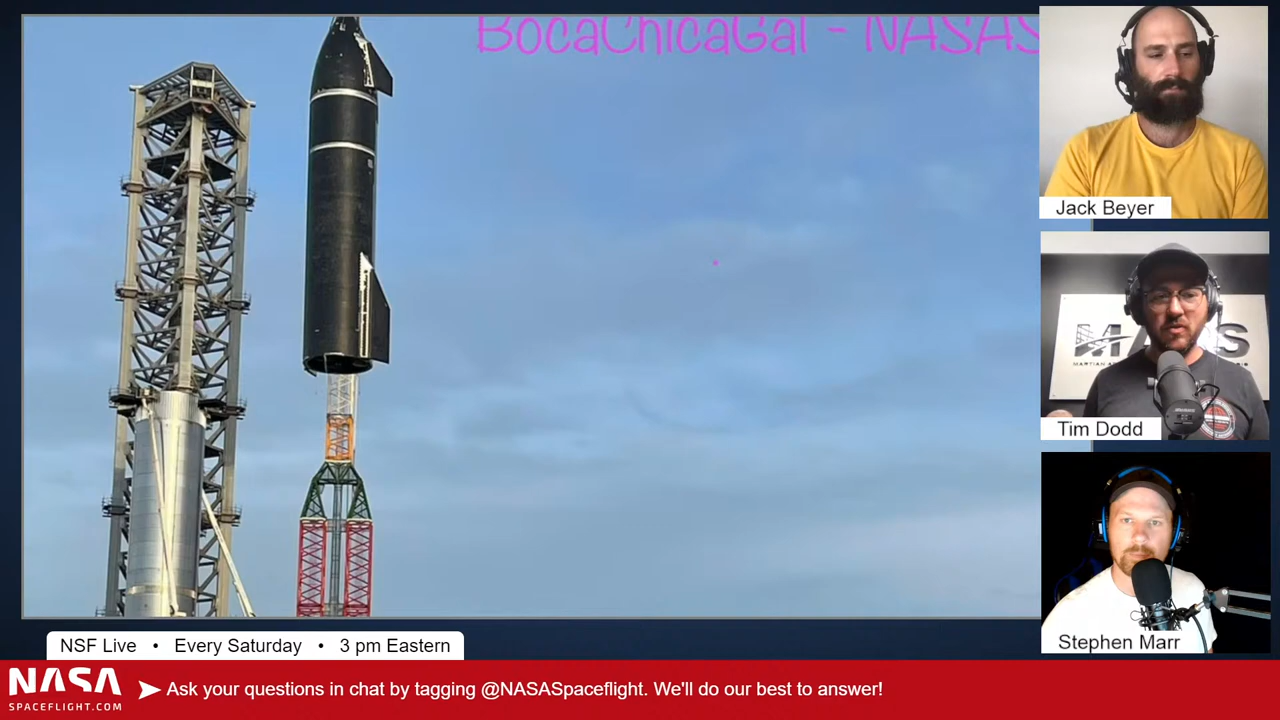 BocaChicaGal - NASAS
Jack Beyer
Tim Dodd
Stephen Marr
NSF Live • Every Saturday • 3 pm Eastern
NASA
SPACEFLIGHT.COM
Ask your questions in chat by tagging @NASASpaceflight. We'll do our best to answer!